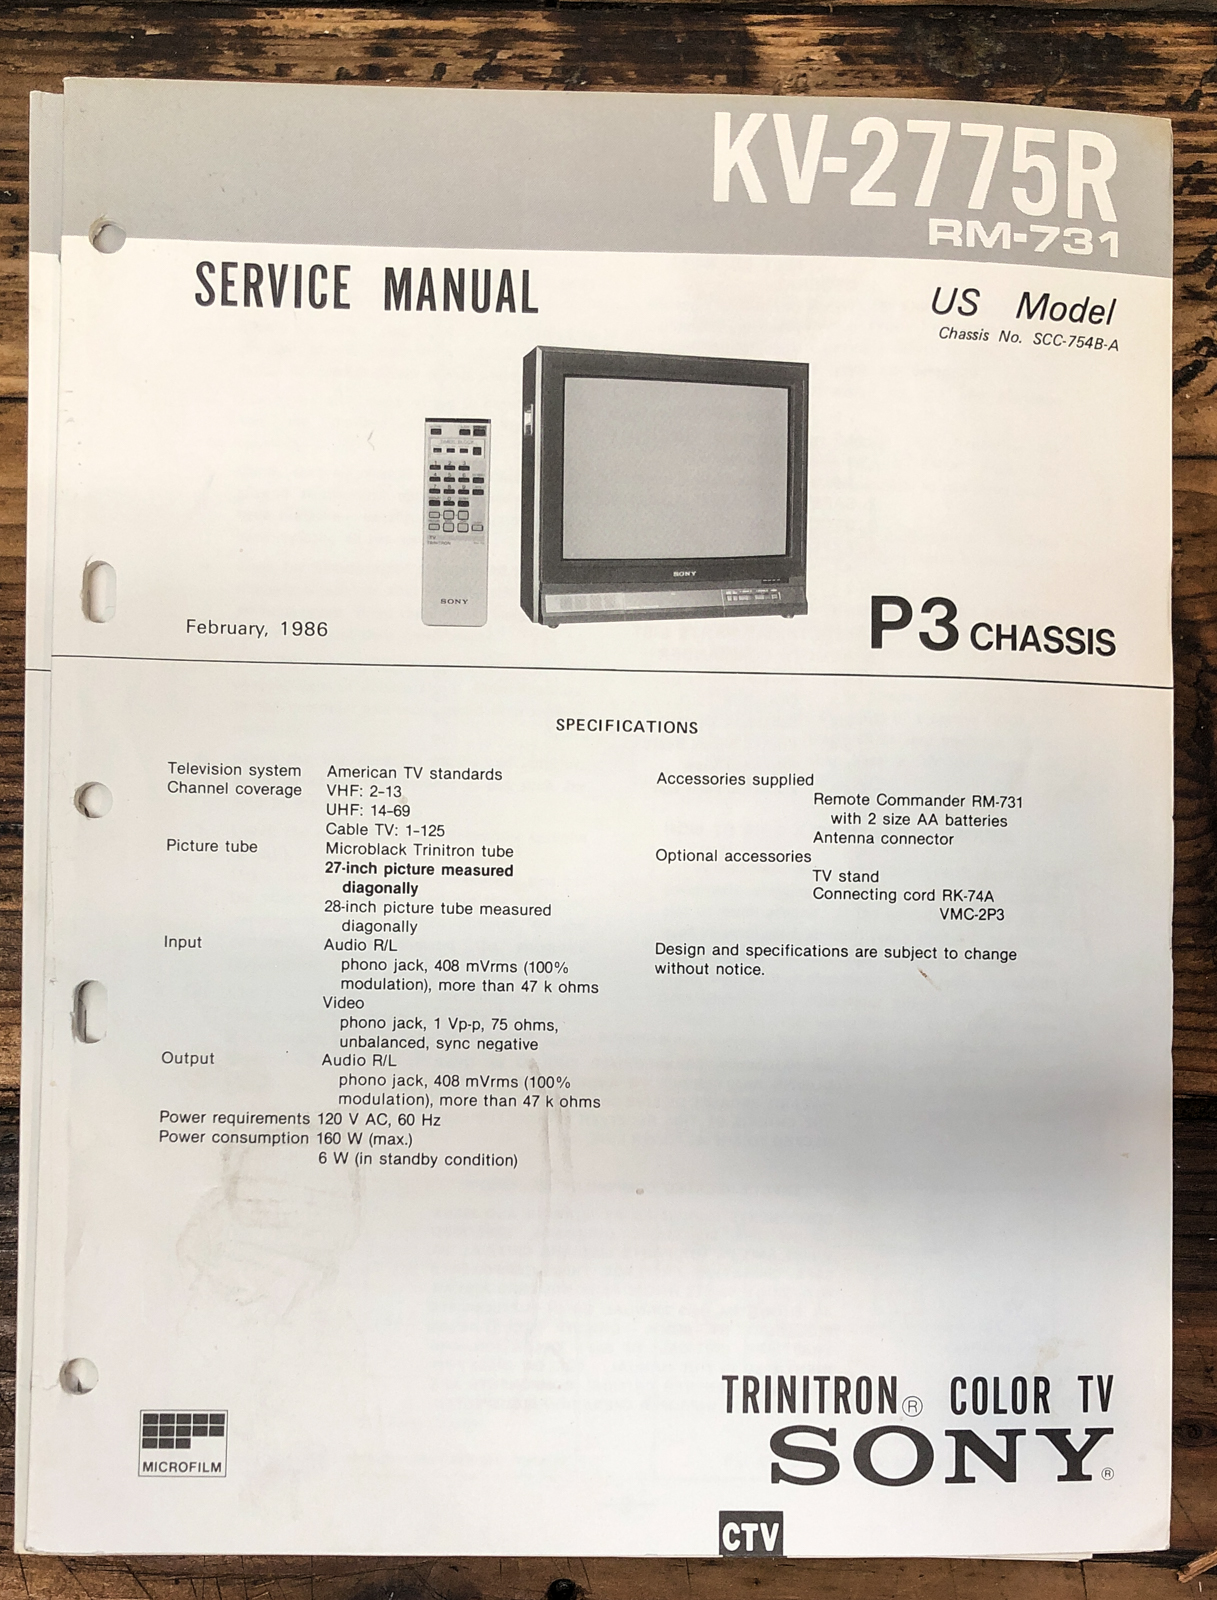 KV-2775R
RM-731
SERVICE MANUAL
US Model
Chassis No. SCC-754B-A
SONY
TV
TRINITRON
SONY
February, 1986
P3 CHASSIS
SPECIFICATIONS
Television system American TV standards
Channel coverage VHF: 2-13
UHF: 14-69
Cable TV: 1-125
Picture tube Microblack Trinitron tube
27-inch picture measured
diagonally
28-inch picture tube measured
diagonally
Input Audio R/L
phono jack, 408 mVrms (100%
modulation), more than 47 k ohms
Video
phono jack, 1 Vp-p, 75 ohms,
unbalanced, sync negative
Output Audio R/L
phono jack, 408 mVrms (100%
modulation), more than 47 k ohms
Power requirements 120 V AC, 60 Hz
Power consumption 160 W (max.)
6 W (in standby condition)
Accessories supplied
Remote Commander RM-731
with 2 size AA batteries
Antenna connector
Optional accessories
TV stand
Connecting cord RK-74A
VMC-2P3
Design and specifications are subject to change
without notice.
MICROFILM
TRINITRON® COLOR TV
SONY®
CTV